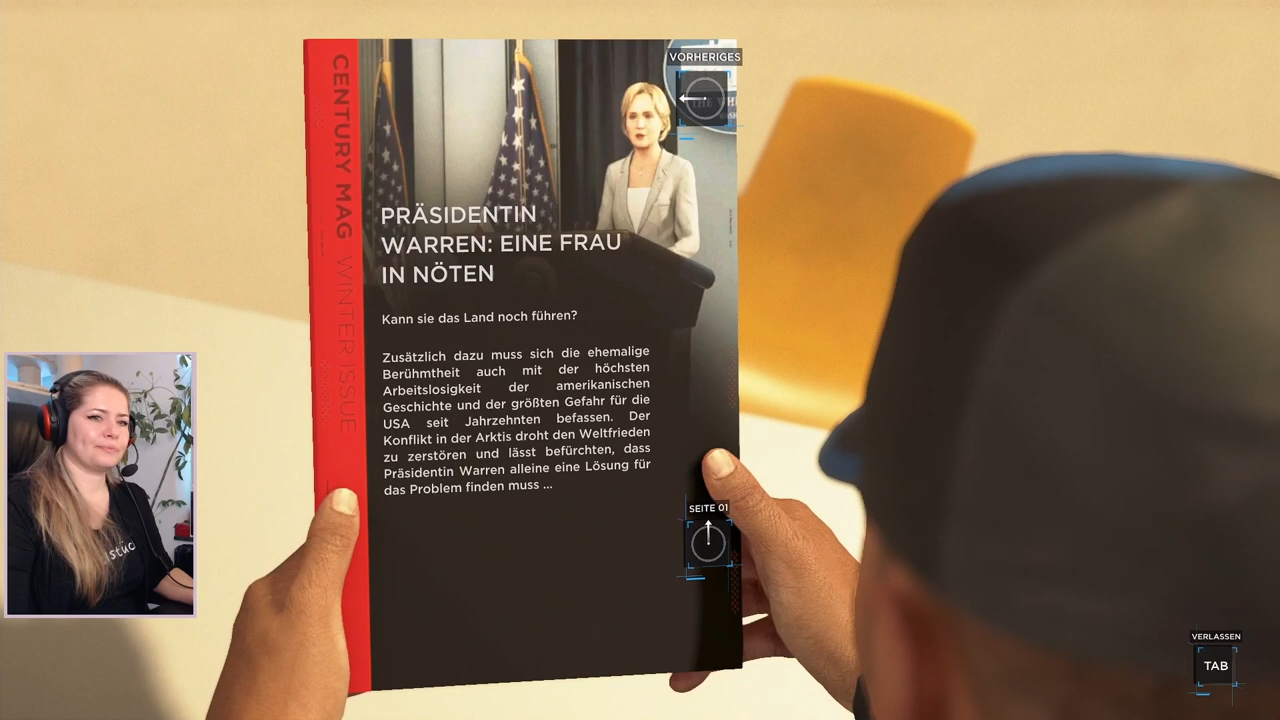 CENTURY MAG WINTER ISSUE
VORHERIGES
PRÄSIDENTIN
WARREN: EINE FRAU
IN NÖTEN
Kann sie das Land noch führen?
Zusätzlich dazu muss sich die ehemalige
Berühmtheit auch mit der höchsten
Arbeitslosigkeit der amerikanischen
Geschichte und der größten Gefahr für die
USA seit Jahrzehnten befassen. Der
Konflikt in der Arktis droht den Weltfrieden
zu zerstören und lässt befürchten, dass
Präsidentin Warren alleine eine Lösung für
das Problem finden muss ...
SEITE 01
VERLASSEN
TAB